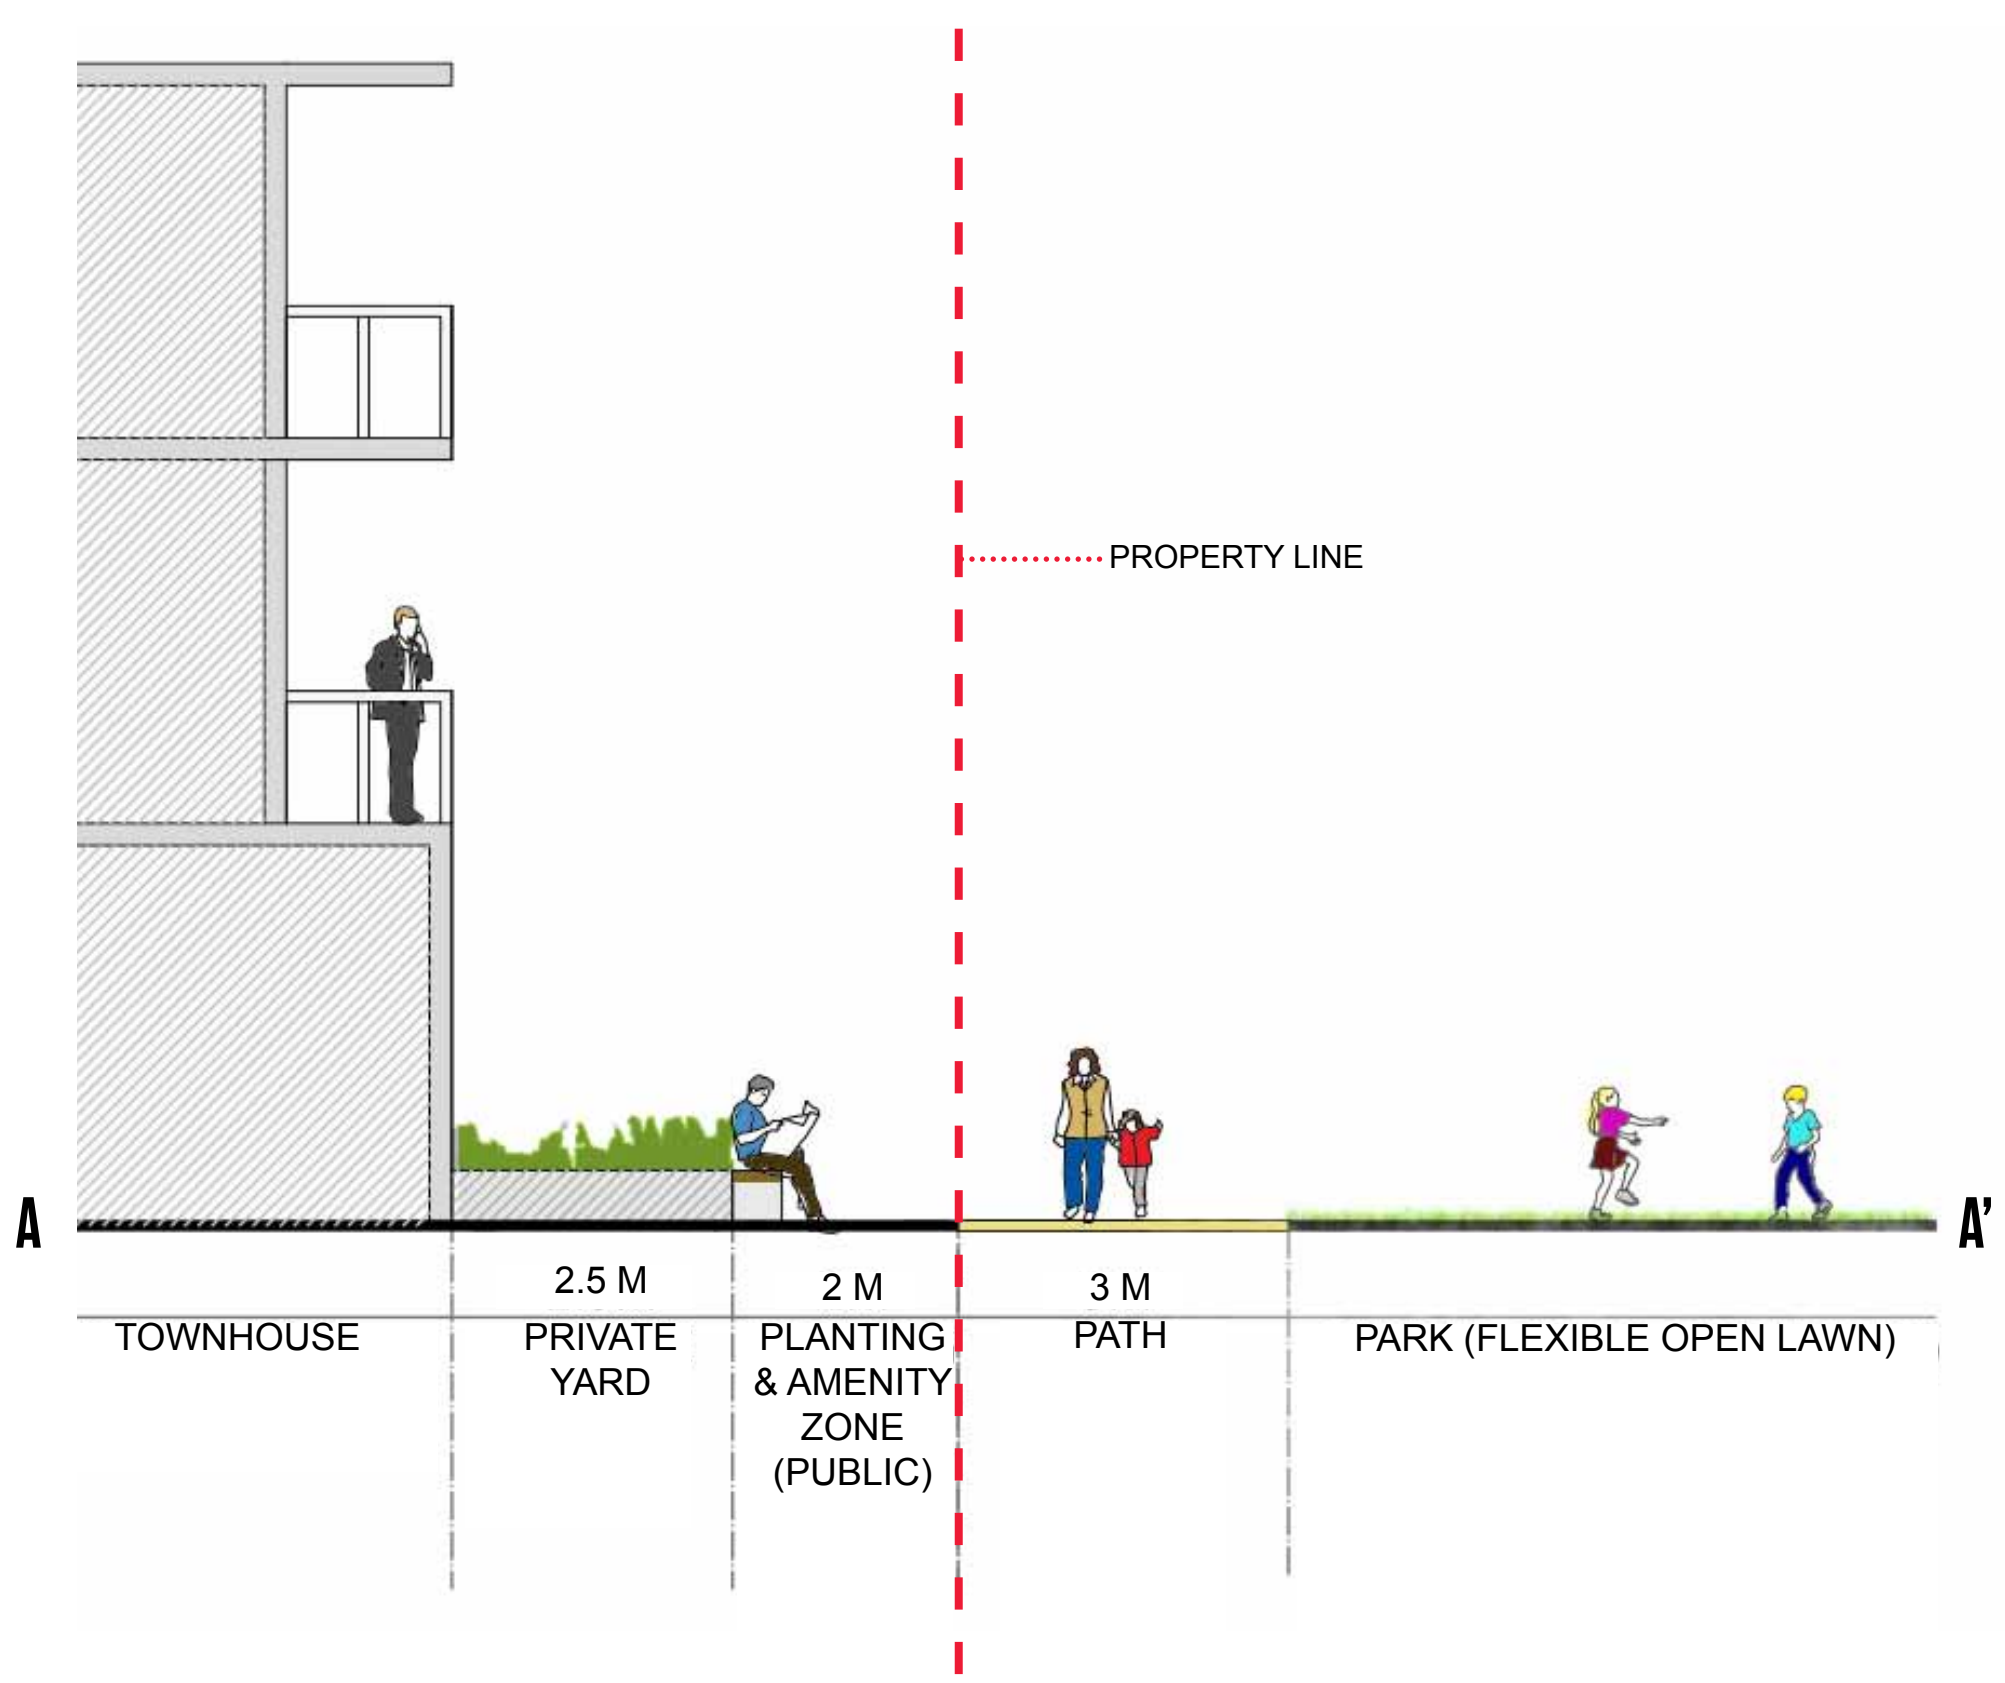 PROPERTY LINE
A
A’
2.5 M
2 M
3 M
TOWNHOUSE
PRIVATE
YARD
PLANTING
& AMENITY
ZONE
(PUBLIC)
PATH
PARK (FLEXIBLE OPEN LAWN)